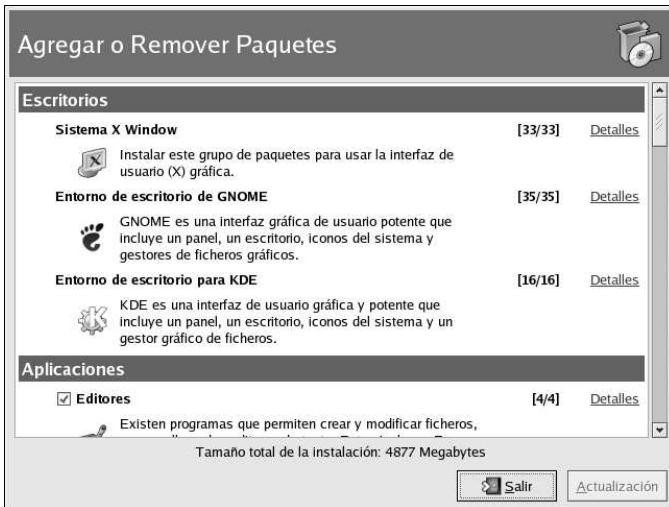 Agregar o Remover Paquetes
Escritorios
Sistema X Window [33/33] Detalles
Instalar este grupo de paquetes para usar la interfaz de
usuario (X) gráfica.
Entorno de escritorio de GNOME [35/35] Detalles
GNOME es una interfaz gráfica de usuario potente que
incluye un panel, un escritorio, iconos del sistema y
gestores de ficheros gráficos.
Entorno de escritorio para KDE [16/16] Detalles
KDE es una interfaz de usuario gráfica y potente que
incluye un panel, un escritorio, iconos del sistema y un
gestor gráfico de ficheros.
Aplicaciones
Editores [4/4] Detalles
Existen programas que permiten crear y modificar ficheros,
Tamaño total de la instalación: 4877 Megabytes
Salir Actualización